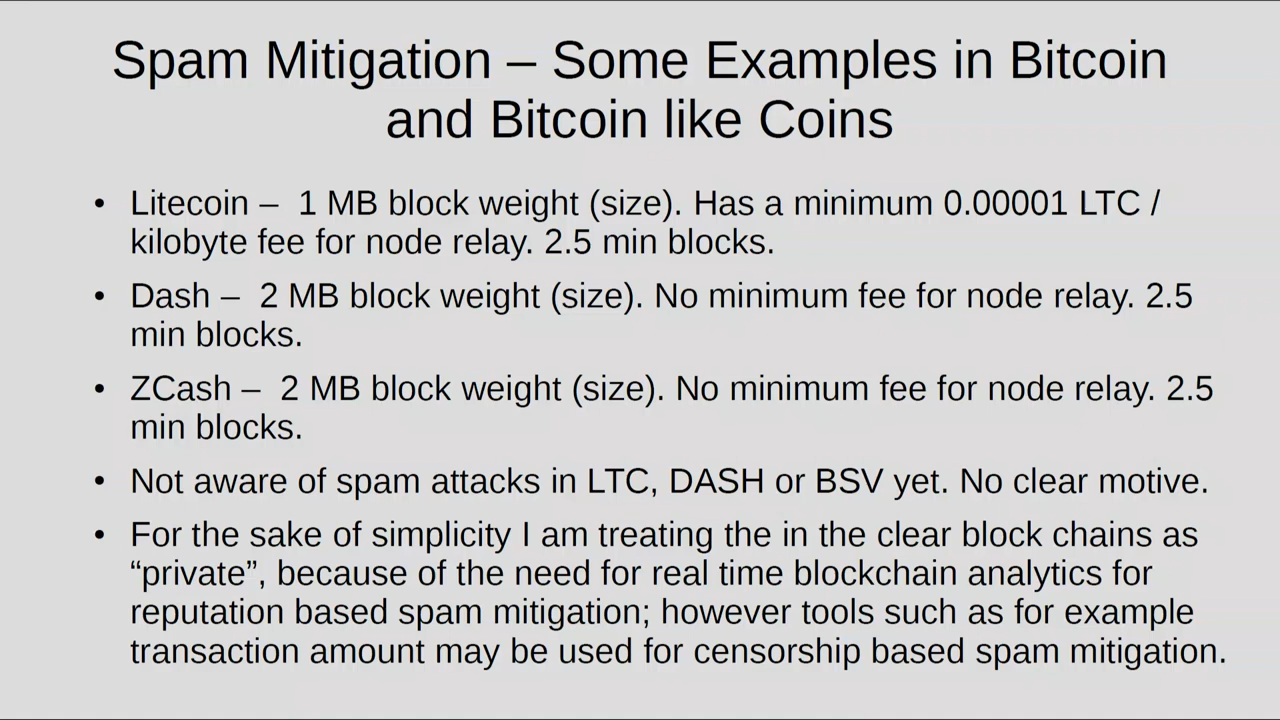 Spam Mitigation – Some Examples in Bitcoin
and Bitcoin like Coins
• Litecoin –  1 MB block weight (size). Has a minimum 0.00001 LTC /
kilobyte fee for node relay. 2.5 min blocks.
• Dash –  2 MB block weight (size). No minimum fee for node relay. 2.5
min blocks.
• ZCash –  2 MB block weight (size). No minimum fee for node relay. 2.5
min blocks.
• Not aware of spam attacks in LTC, DASH or BSV yet. No clear motive.
• For the sake of simplicity I am treating the in the clear block chains as
“private”, because of the need for real time blockchain analytics for
reputation based spam mitigation; however tools such as for example
transaction amount may be used for censorship based spam mitigation.